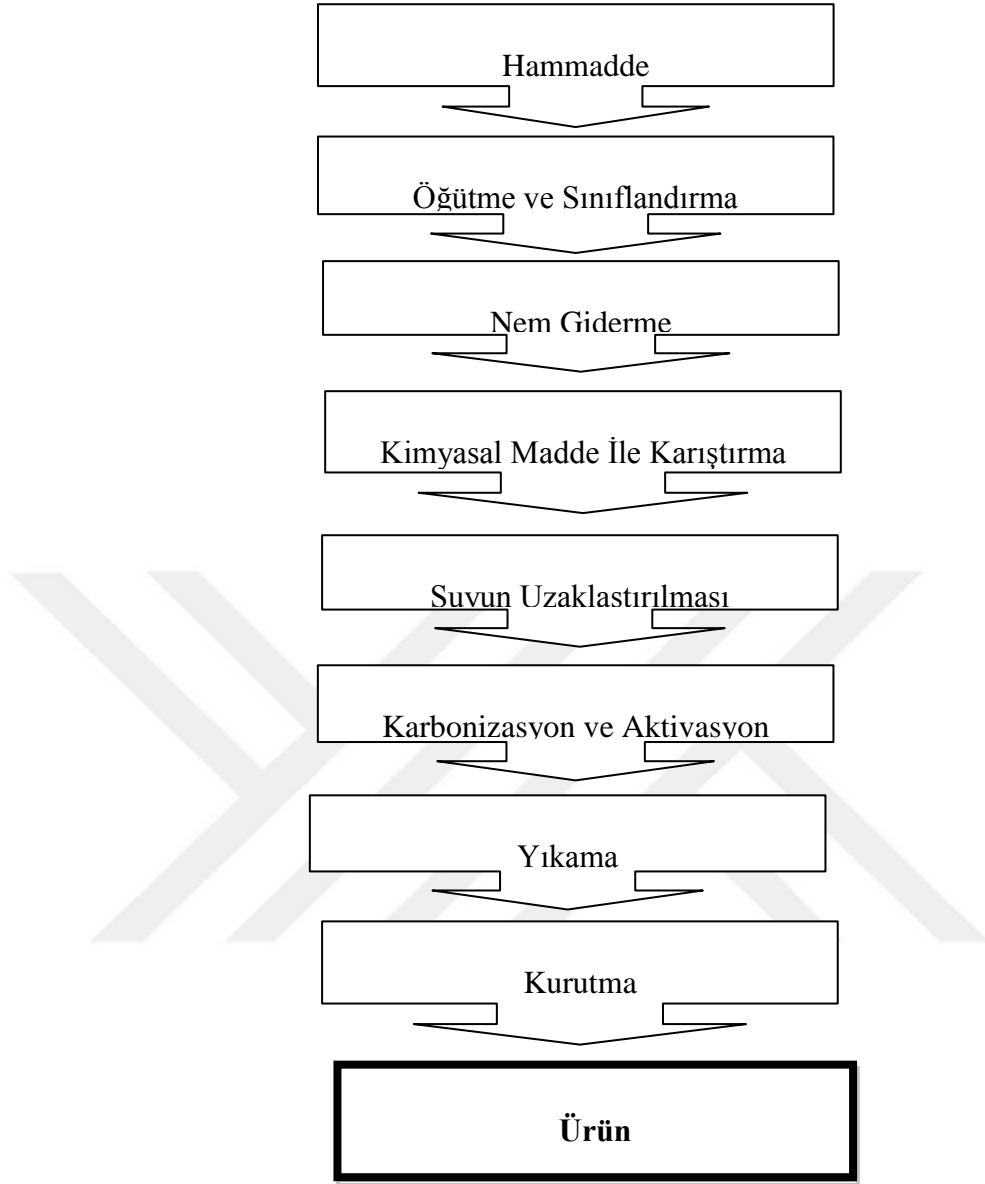 Hammadde
Öğütme ve Sınıflandırma
Nem Giderme
Kimyasal Madde İle Karıştırma
Suyun Uzaklaştırılması
Karbonizasyon ve Aktivasyon
Yıkama
Kurutma
Ürün